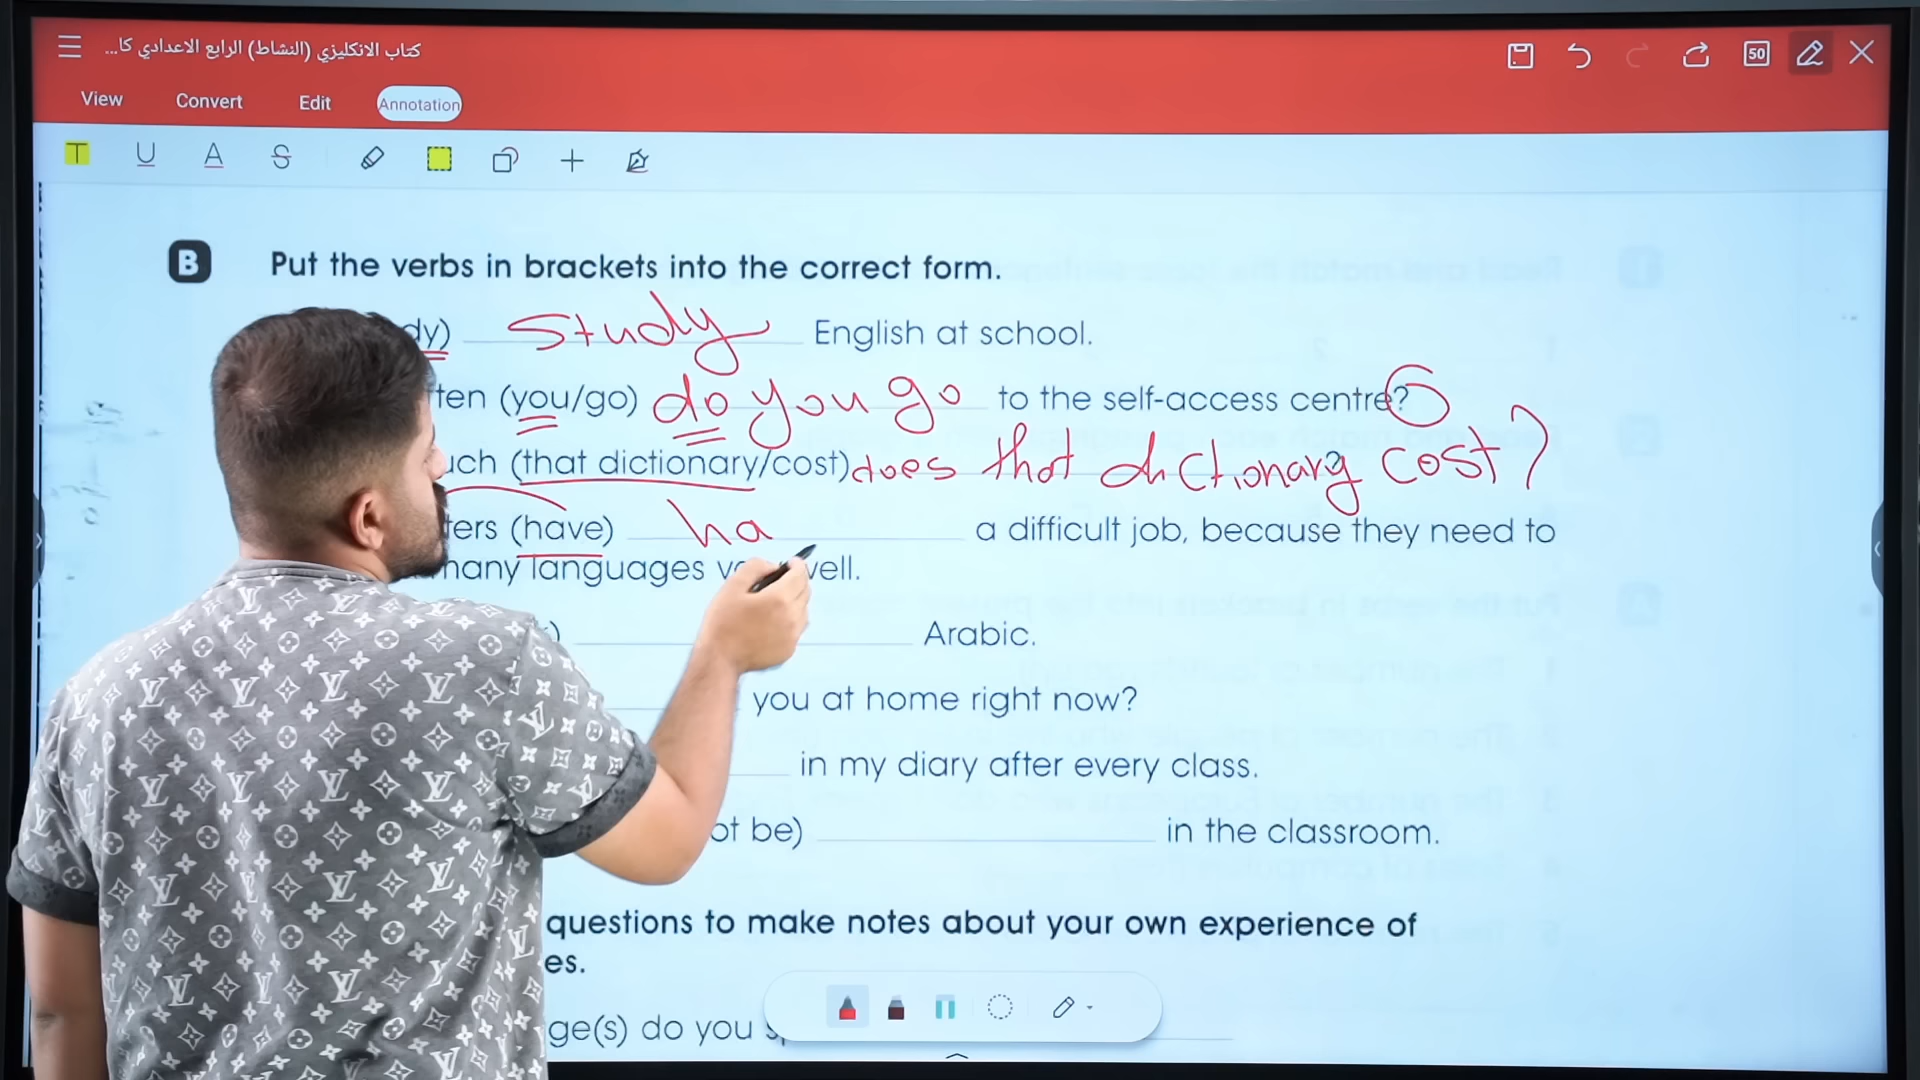 كتاب الانكليزي (النشاط) الرابع الاعدادي كا...
50
View Convert Edit Annotation
T U A S
B Put the verbs in brackets into the correct form.
dy) study English at school.
ten (you/go) do you go to the self-access centre?
uch (that dictionary/cost) does that dictionary cost?
ters (have) ha a difficult job, because they need to
many languages well.
) Arabic.
you at home right now?
in my diary after every class.
ot be) in the classroom.
questions to make notes about your own experience of
es.
ge(s) do you s